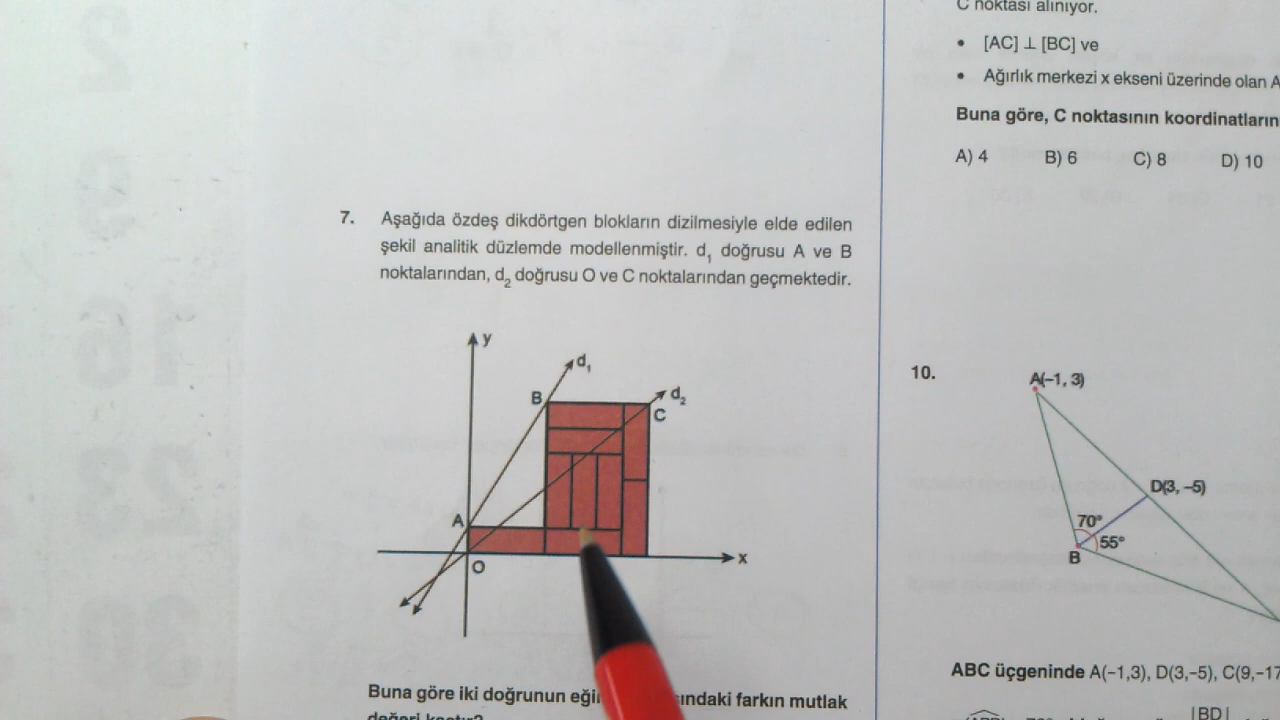 7. Aşağıda özdeş dikdörtgen blokların dizilmesiyle elde edilen
şekil analitik düzlemde modellenmiştir. d₁ doğrusu A ve B
noktalarından, d₂ doğrusu O ve C noktalarından geçmektedir.
y
d₁
B
d₂
C
A
O
x
Buna göre iki doğrunun
ındaki farkın mutlak
C noktası alınıyor.
• [AC] ⊥ [BC] ve
• Ağırlık merkezi x ekseni üzerinde olan A
Buna göre, C noktasının koordinatların
A) 4 B) 6 C) 8 D) 10
10.
A(–1, 3)
D(3, –5)
70°
55°
B
ABC üçgeninde A(–1,3), D(3,–5), C(9,–17
|BD|